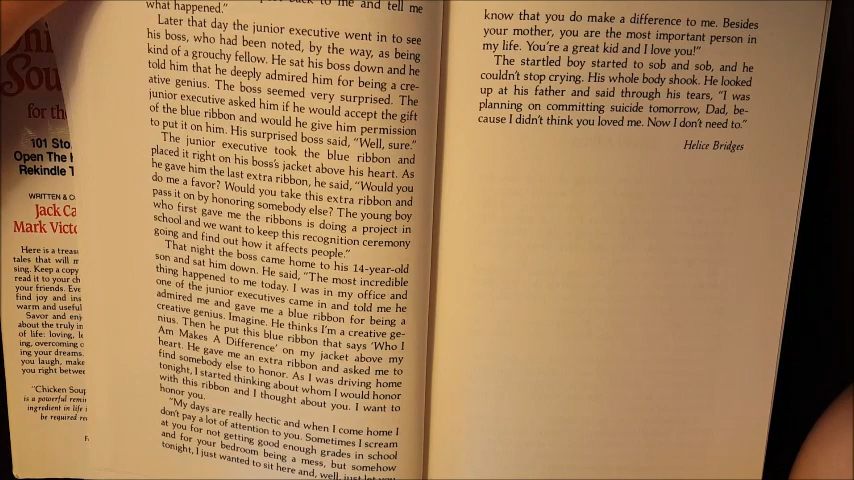 101 Sto
Open The H
Rekindle T
WRITTEN & C
Jack Ca
Mark Victo
Here is a treas
tales that will m
sing. Keep a copy
read it to your ch
your friends. Eve
find joy and ins
warm and useful
Savor and enj
about the truly in
of life: loving, le
ing, overcoming o
ing your dreams.
you laugh, make
you right betwee
"Chicken Soup
is a powerful remi
ingredient in life i
be required re
to me and tell me
what happened."
Later that day the junior executive went in to see
his boss, who had been noted, by the way, as being
kind of a grouchy fellow. He sat his boss down and he
told him that he deeply admired him for being a cre-
ative genius. The boss seemed very surprised. The
junior executive asked him if he would accept the gift
of the blue ribbon and would he give him permission
to put it on him. His surprised boss said, "Well, sure."
The junior executive took the blue ribbon and
placed it right on his boss's jacket above his heart. As
he gave him the last extra ribbon, he said, "Would you
do me a favor? Would you take this extra ribbon and
pass it on by honoring somebody else? The young boy
who first gave me the ribbons is doing a project in
school and we want to keep this recognition ceremony
going and find out how it affects people."
That night the boss came home to his 14-year-old
son and sat him down. He said, "The most incredible
thing happened to me today. I was in my office and
one of the junior executives came in and told me he
admired me and gave me a blue ribbon for being a
creative genius. Imagine. He thinks I'm a creative ge-
nius. Then he put this blue ribbon that says 'Who I
Am Makes A Difference' on my jacket above my
heart. He gave me an extra ribbon and asked me to
find somebody else to honor. As I was driving home
tonight, I started thinking about whom I would honor
with this ribbon and I thought about you. I want to
honor you.
"My days are really hectic and when I come home I
don't pay a lot of attention to you. Sometimes I scream
at you for not getting good enough grades in school
and for your bedroom being a mess, but somehow
tonight, I just wanted to sit here and, well, just let you
know that you do make a difference to me. Besides
your mother, you are the most important person in
my life. You're a great kid and I love you!"
The startled boy started to sob and sob, and he
couldn't stop crying. His whole body shook. He looked
up at his father and said through his tears, "I was
planning on committing suicide tomorrow, Dad, be-
cause I didn't think you loved me. Now I don't need to."
Helice Bridges